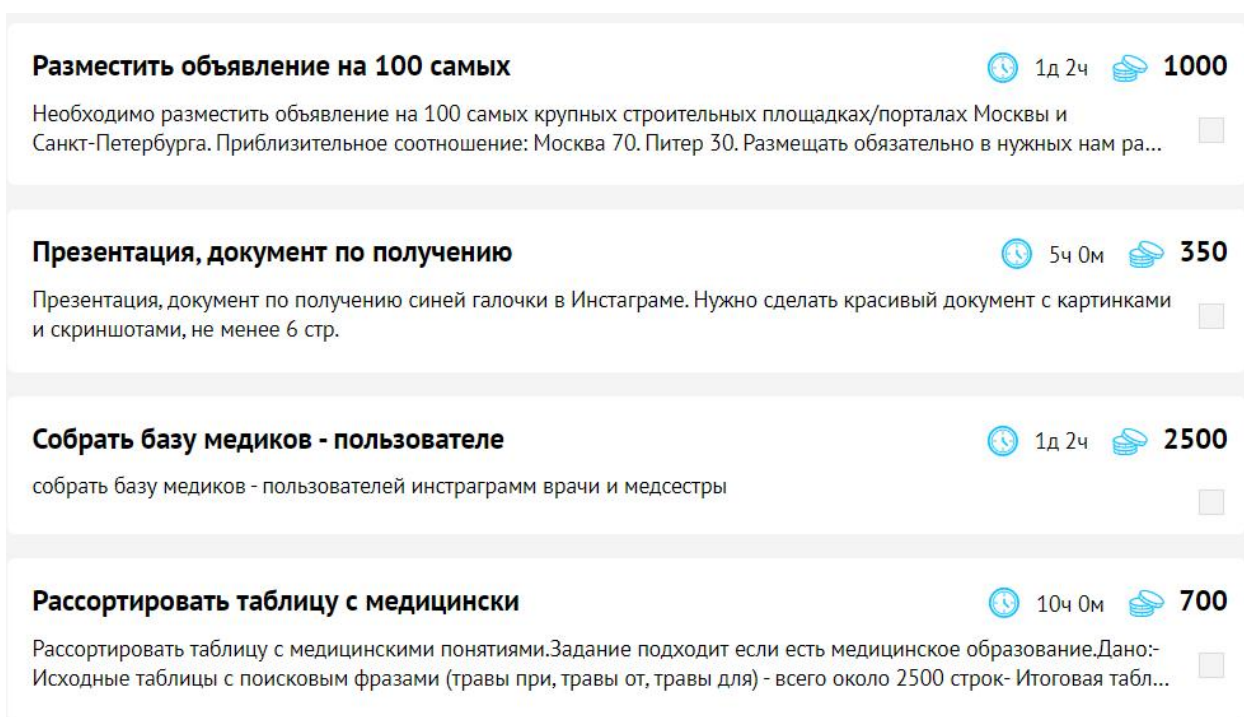 Разместить объявление на 100 самых 1д 2ч 1000
Необходимо разместить объявление на 100 самых крупных строительных площадках/порталах Москвы и
Санкт-Петербурга. Приблизительное соотношение: Москва 70. Питер 30. Размещать обязательно в нужных нам ра...
Презентация, документ по получению 5ч 0м 350
Презентация, документ по получению синей галочки в Инстаграме. Нужно сделать красивый документ с картинками
и скриншотами, не менее 6 стр.
Собрать базу медиков - пользователе 1д 2ч 2500
собрать базу медиков - пользователей инстраграмм врачи и медсестры
Рассортировать таблицу с медицински 10ч 0м 700
Рассортировать таблицу с медицинскими понятиями.Задание подходит если есть медицинское образование.Дано:-
Исходные таблицы с поисковым фразами (травы при, травы от, травы для) - всего около 2500 строк- Итоговая табл...